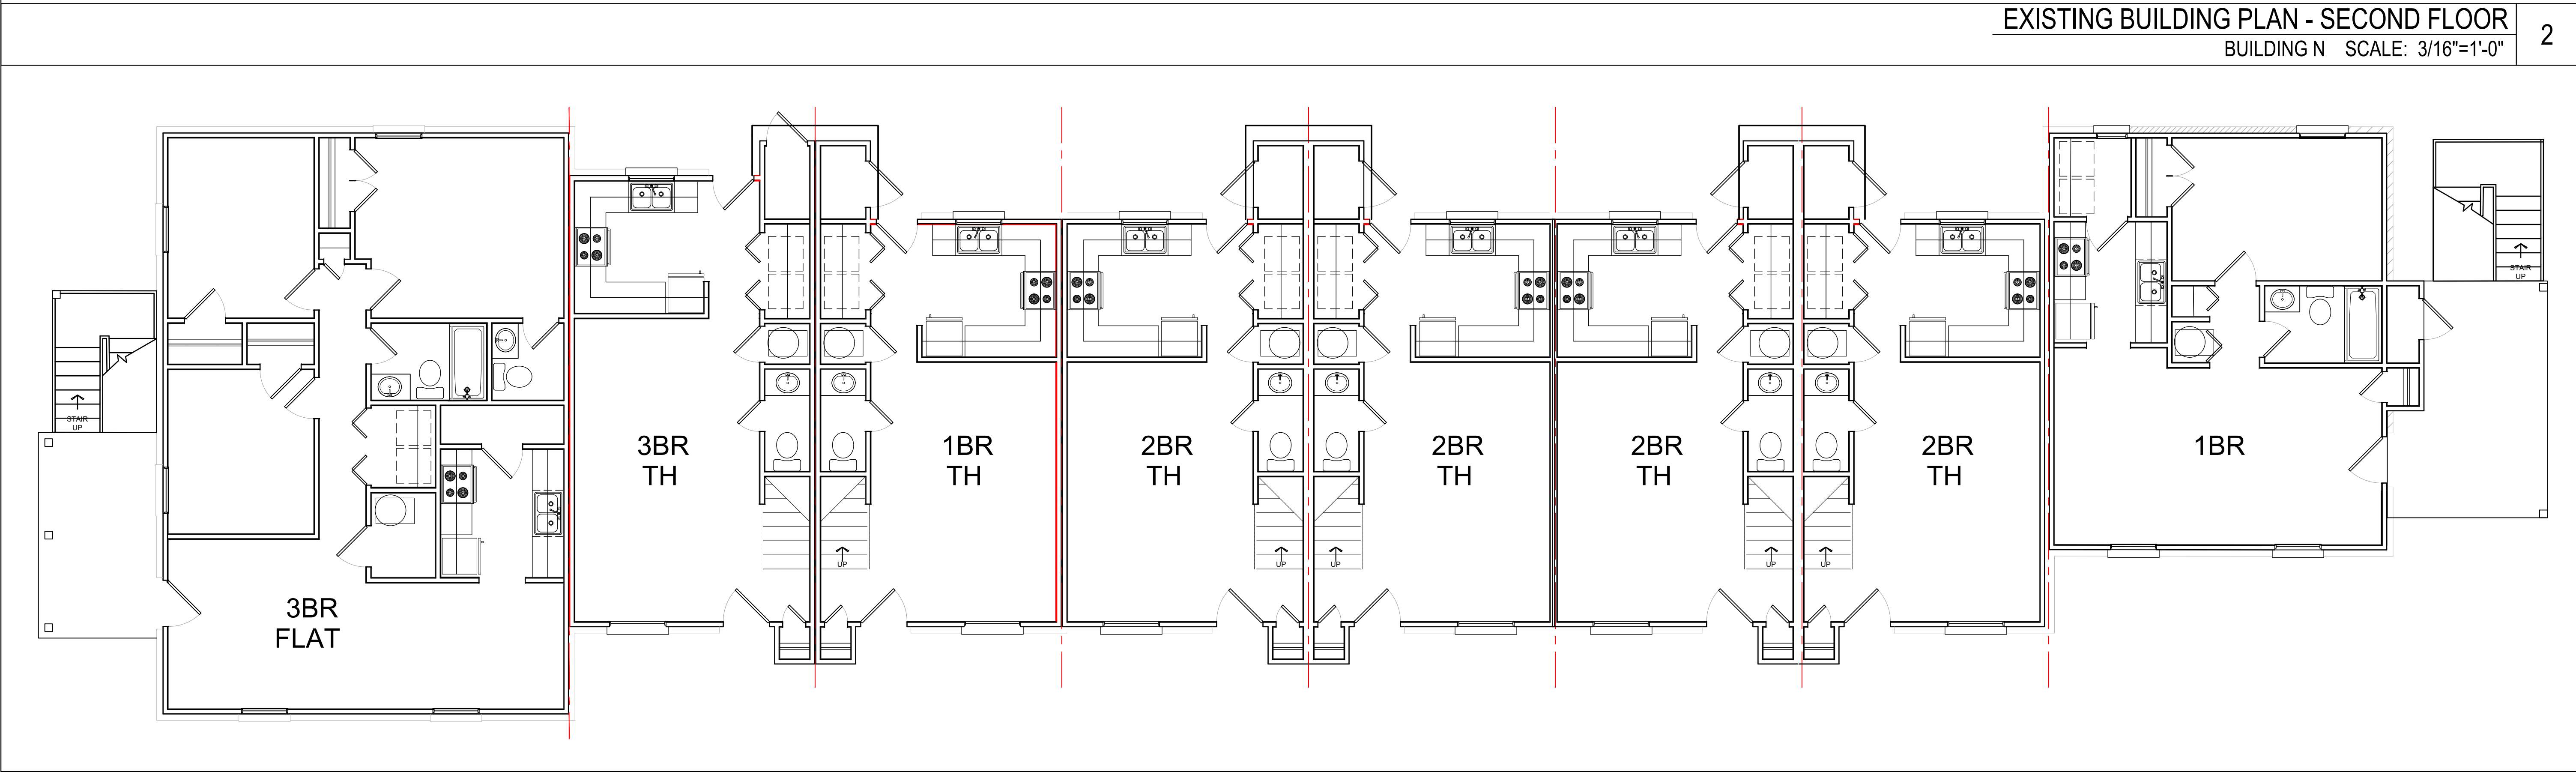 EXISTING BUILDING PLAN - SECOND FLOOR
2
BUILDING N SCALE: 3/16"=1'-0"
STAIR
UP
STAIR
UP
3BR
TH
1BR
TH
2BR
TH
2BR
TH
2BR
TH
2BR
TH
1BR
UP
UP
UP
UP
UP
3BR
FLAT